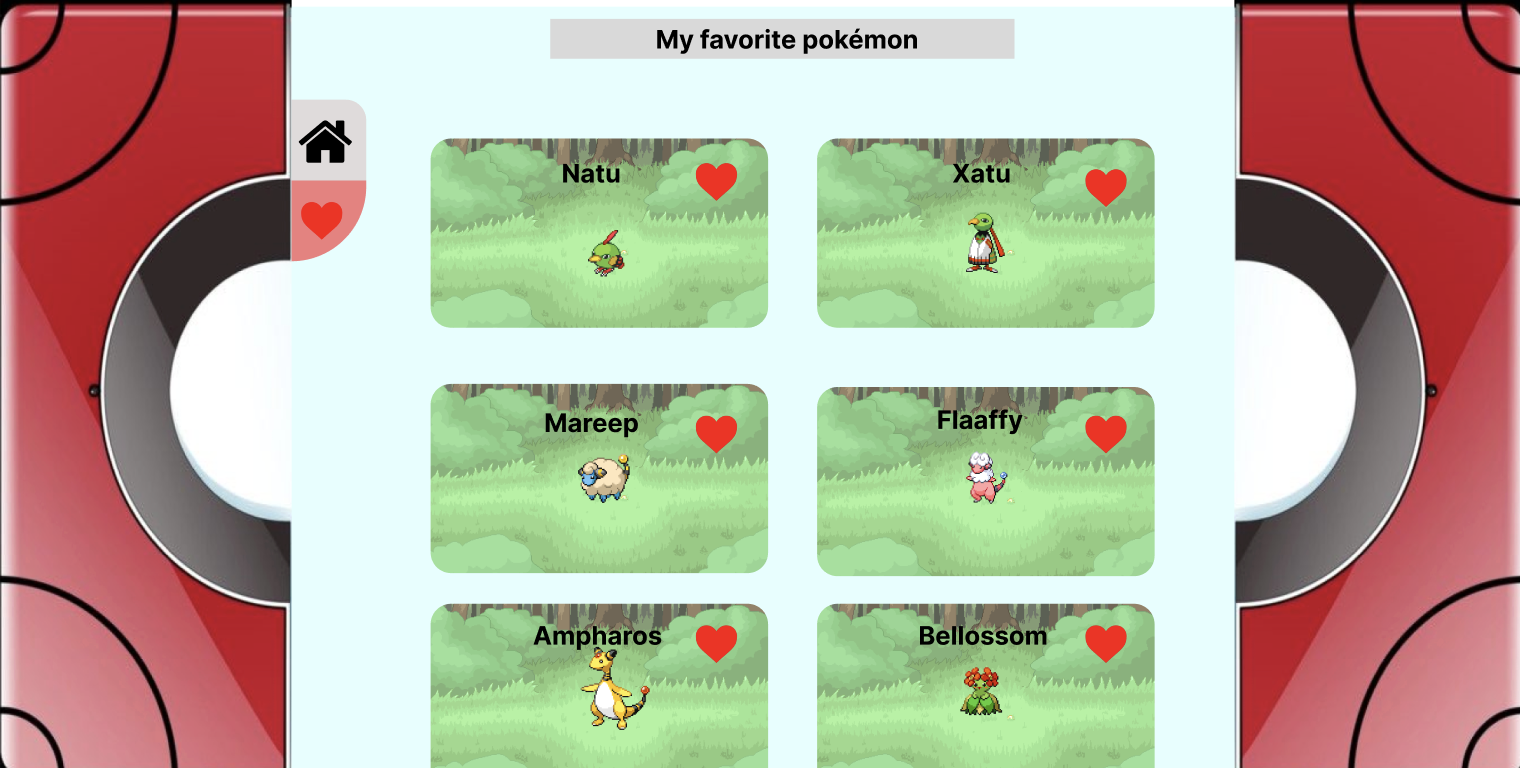 My favorite pokémon
Natu
Xatu
Mareep
Flaaffy
Ampharos
Bellossom